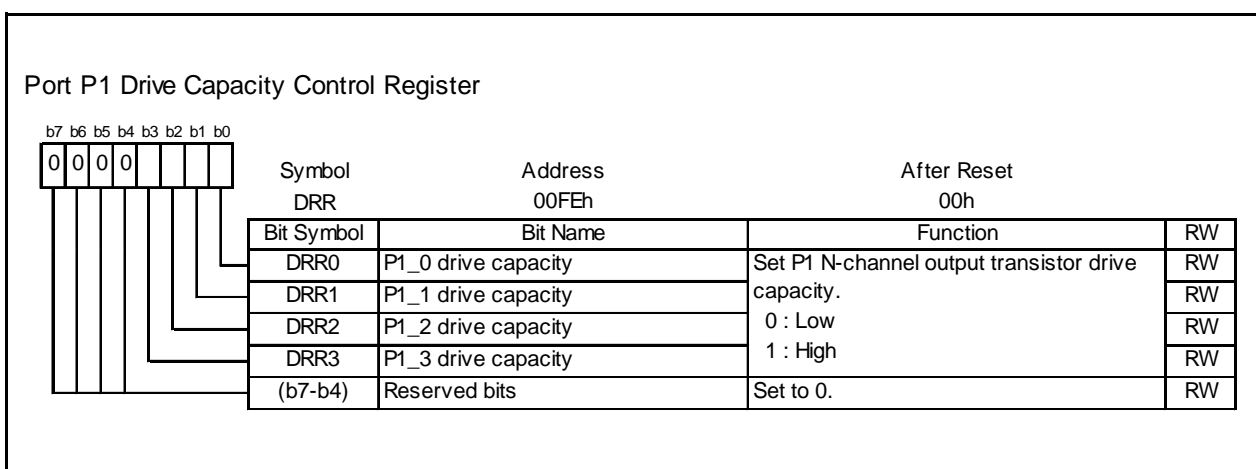 Port P1 Drive Capacity Control Register
b7 b6 b5 b4 b3 b2 b1 b0
0 0 0 0
Symbol Address After Reset
DRR 00FEh 00h
Bit Symbol Bit Name Function RW
DRR0 P1_0 drive capacity Set P1 N-channel output transistor drive RW
DRR1 P1_1 drive capacity capacity. RW
DRR2 P1_2 drive capacity 0 : Low RW
DRR3 P1_3 drive capacity 1 : High RW
(b7-b4) Reserved bits Set to 0. RW